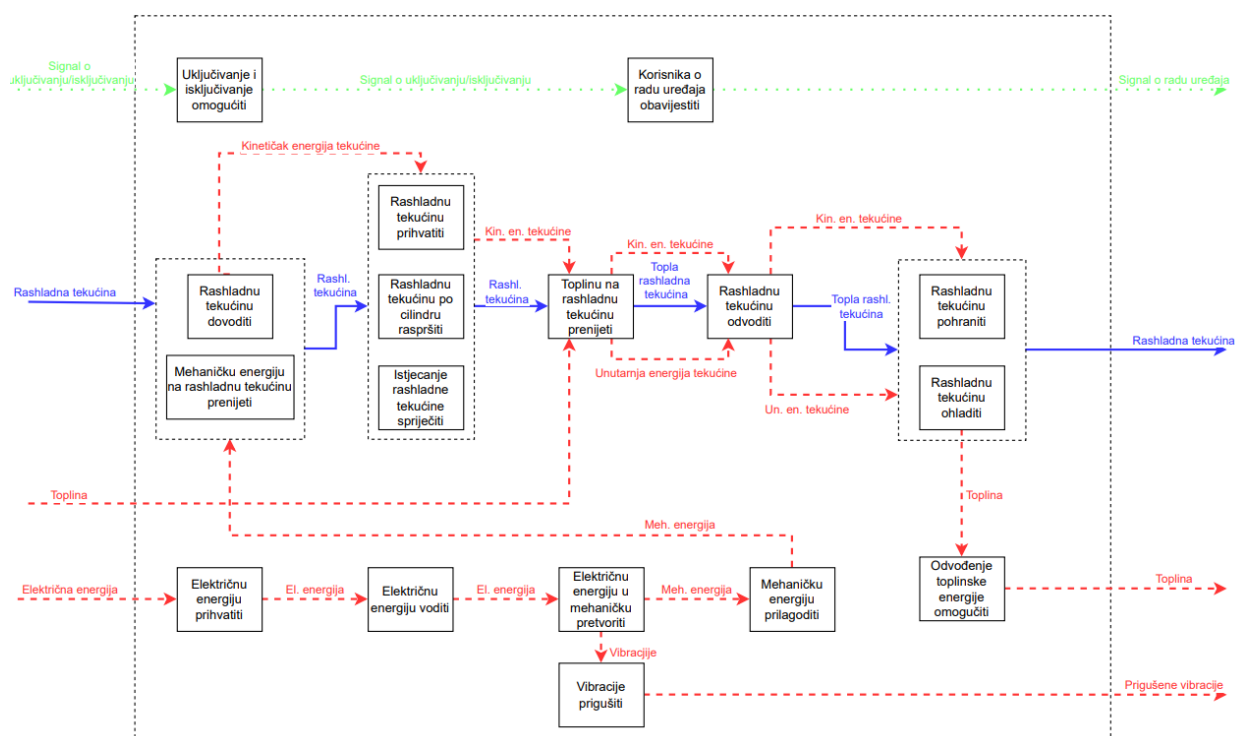 Signal o
uključivanju/isključivanju
Uključivanje i
isključivanje
omogućiti
Signal o uključivanju/isključivanju
Korisnika o
radu uređaja
obavijestiti
Signal o radu uređaja
Kinetičak energija tekućine
Rashladnu
tekućinu
prihvatiti
Kin. en. tekućine
Kin. en. tekućine
Kin. en. tekućine
Rashladna tekućina
Rashladnu
tekućinu
dovoditi
Mehaničku energiju
na rashladnu tekućinu
prenijeti
Rashl.
tekućina
Rashladnu
tekućinu po
cilindru
raspršiti
Istjecanje
rashladne
tekućine
spriječiti
Rashl.
tekućina
Toplinu na
rashladnu
tekućinu
prenijeti
Topla
rashladna
tekućina
Unutarnja energija tekućine
Rashladnu
tekućinu
odvoditi
Topla rashl.
tekućina
Un. en. tekućine
Rashladnu
tekućinu
pohraniti
Rashladnu
tekućinu
ohladiti
Rashladna tekućina
Toplina
Toplina
Meh. energija
Električna energija
Električnu
energiju
prihvatiti
El. energija
Električnu
energiju voditi
El. energija
Električnu
energiju u
mehaničku
pretvoriti
Meh. energija
Mehaničku
energiju
prilagoditi
Odvođenje
toplinske
energije
omogučiti
Toplina
Vibracjije
Vibracije
prigušiti
Prigušene vibracije